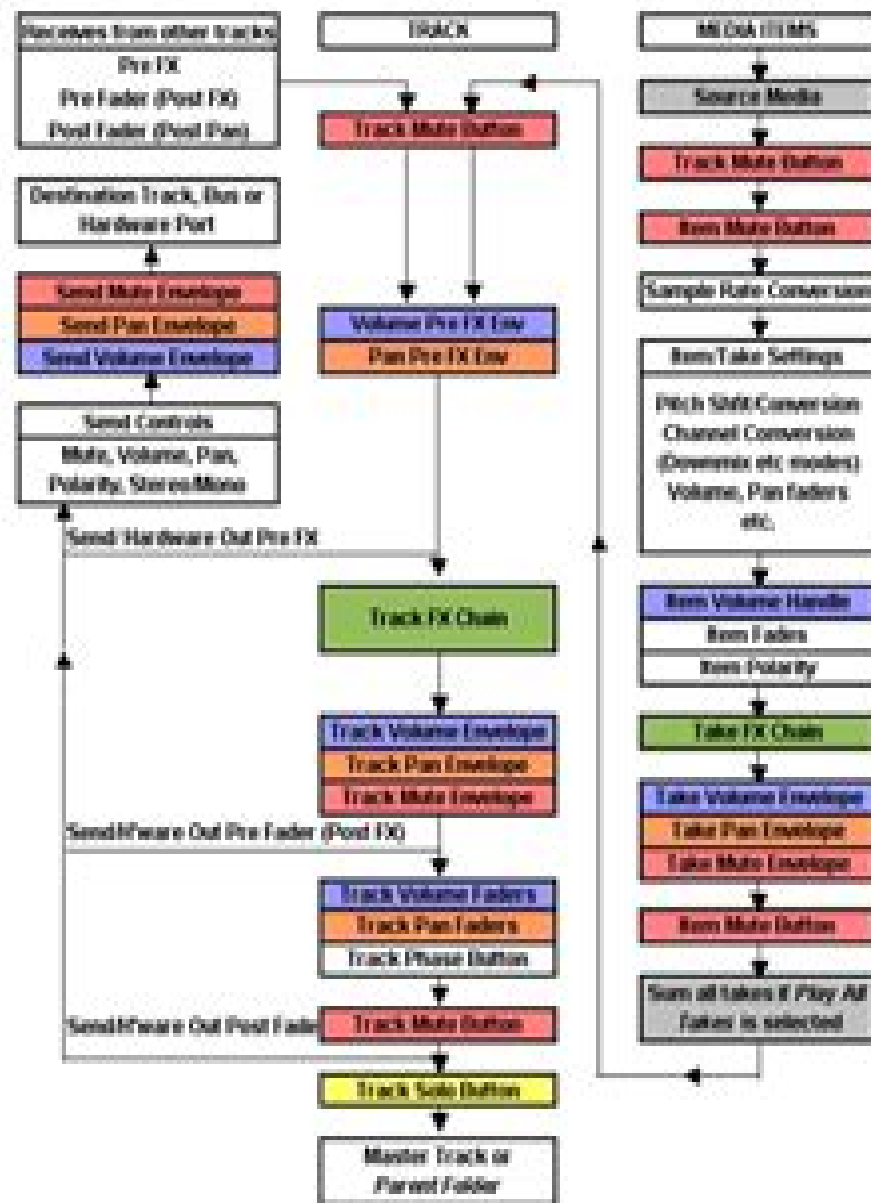 Receives from other tracks
Pre FX
Pre Fader (Post FX)
Post Fader (Post Pan)
Destination Track, Bus or
Hardware Port
Send Mute Envelope
Send Pan Envelope
Send Volume Envelope
Send Controls
Mute, Volume, Pan,
Polarity, Stereo/Mono
Send/Hardware Out Pre FX
Send/H'ware Out Pre Fader (Post FX)
Send/H'ware Out Post Fade
TRACK
Track Mute Button
Volume Pre FX Env
Pan Pre FX Env
Track FX Chain
Track Volume Envelope
Track Pan Envelope
Track Mute Envelope
Track Volume Faders
Track Pan Faders
Track Phase Button
Track Mute Button
Track Solo Button
Master Track or
Parent Folder
MEDIA ITEMS
Source Media
Track Mute Button
Item Mute Button
Sample Rate Conversion
Item/Take Settings
Pitch Shift/Conversion
Channel Conversion
(Downmix etc modes)
Volume, Pan faders
etc.
Item Volume Handle
Item Fades
Item Polarity
Take FX Chain
Take Volume Envelope
Take Pan Envelope
Take Mute Envelope
Item Mute Button
Sum all takes if Play All
Takes is selected